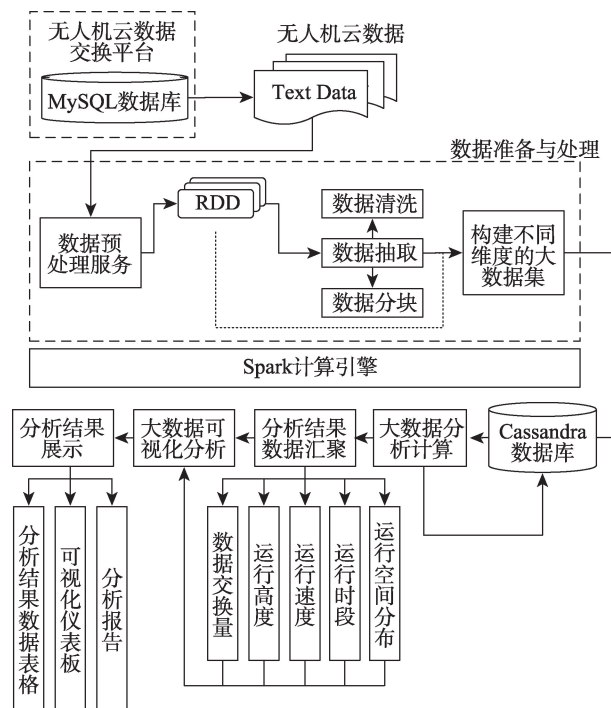 无人机云数据
交换平台
MySQL数据库
无人机云数据
Text Data
数据准备与处理
数据预
处理服务
RDD
数据清洗
数据抽取
数据分块
构建不同
维度的大
数据集
Spark计算引擎
分析结果
展示
大数据可
视化分析
分析结果
数据汇聚
大数据分
析计算
Cassandra
数据库
分析结果数据表格
可视化仪表板
分析报告
数据交换量
运行高度
运行速度
运行时段
运行空间分布